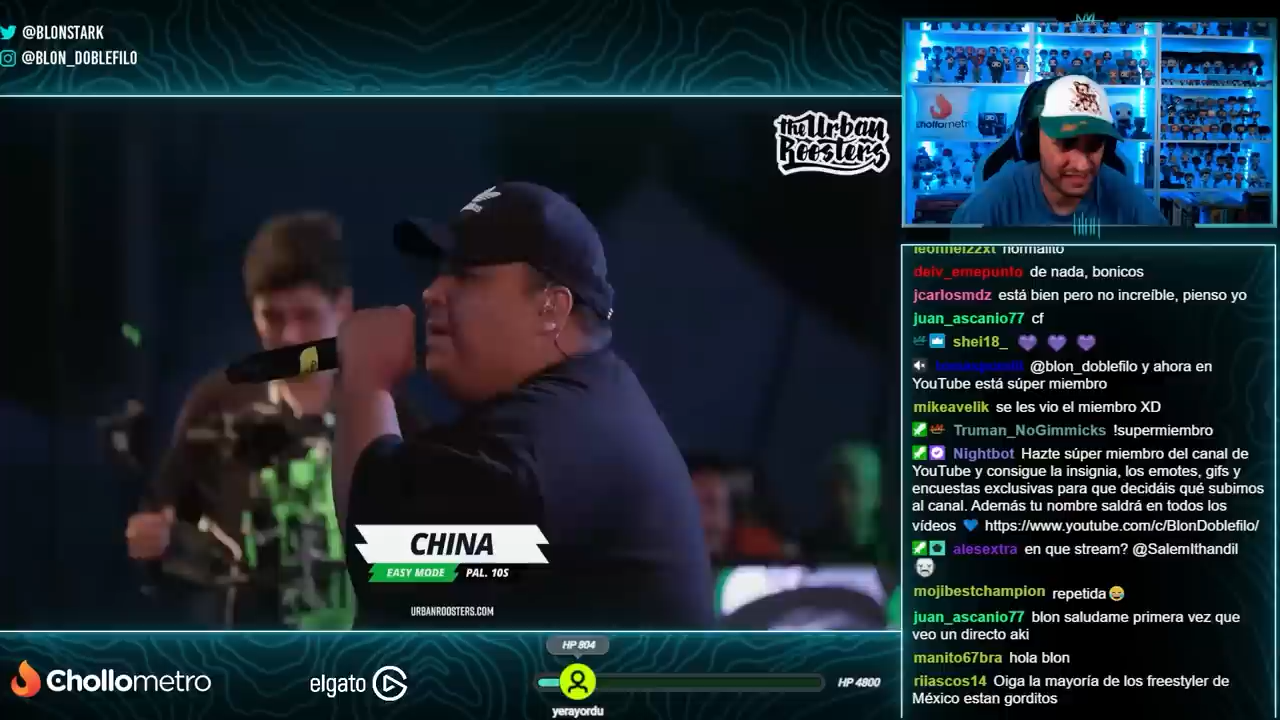 @BLONSTARK
@BLON_DOBLEFILO
the Urban
Roosters
Chollometro
leonnel22xt normalito
deiv_emepunto de nada, bonicos
jcarlosmdz está bien pero no increíble, pienso yo
juan_ascanio77 cf
shei18_
@blon_doblefilo y ahora en
YouTube está súper miembro
mikeavelik se les vio el miembro XD
Truman_NoGimmicks !supermiembro
Nightbot Hazte súper miembro del canal de
YouTube y consigue la insignia, los emotes, gifs y
encuestas exclusivas para que decidáis qué subimos
al canal. Además tu nombre saldrá en todos los
vídeos https://www.youtube.com/c/BlonDoblefilo/
alesextra en que stream? @SalemIthandil
mojibestchampion repetida
juan_ascanio77 blon saludame primera vez que
veo un directo aki
manito67bra hola blon
riiascos14 Oiga la mayoría de los freestyler de
México estan gorditos
CHINA
EASY MODE PAL. 10S
URBANROOSTERS.COM
Chollometro
elgato
HP 804
HP 4800
yerayordu